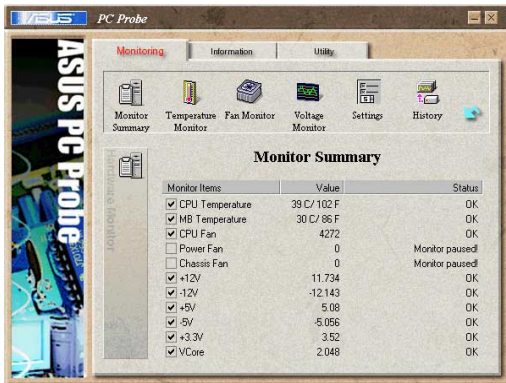 ASUS PC Probe
Monitoring Information Utility
ASUS PC Probe
Monitor Summary
Temperature Monitor
Fan Monitor
Voltage Monitor
Settings
History
Hardware Monitor
Monitor Summary
Monitor Items Value Status
CPU Temperature 39 C/ 102 F OK
MB Temperature 30 C/ 86 F OK
CPU Fan 4272 OK
Power Fan 0 Monitor paused!
Chassis Fan 0 Monitor paused!
+12V 11.734 OK
-12V -12.143 OK
+5V 5.08 OK
-5V -5.056 OK
+3.3V 3.52 OK
VCore 2.048 OK